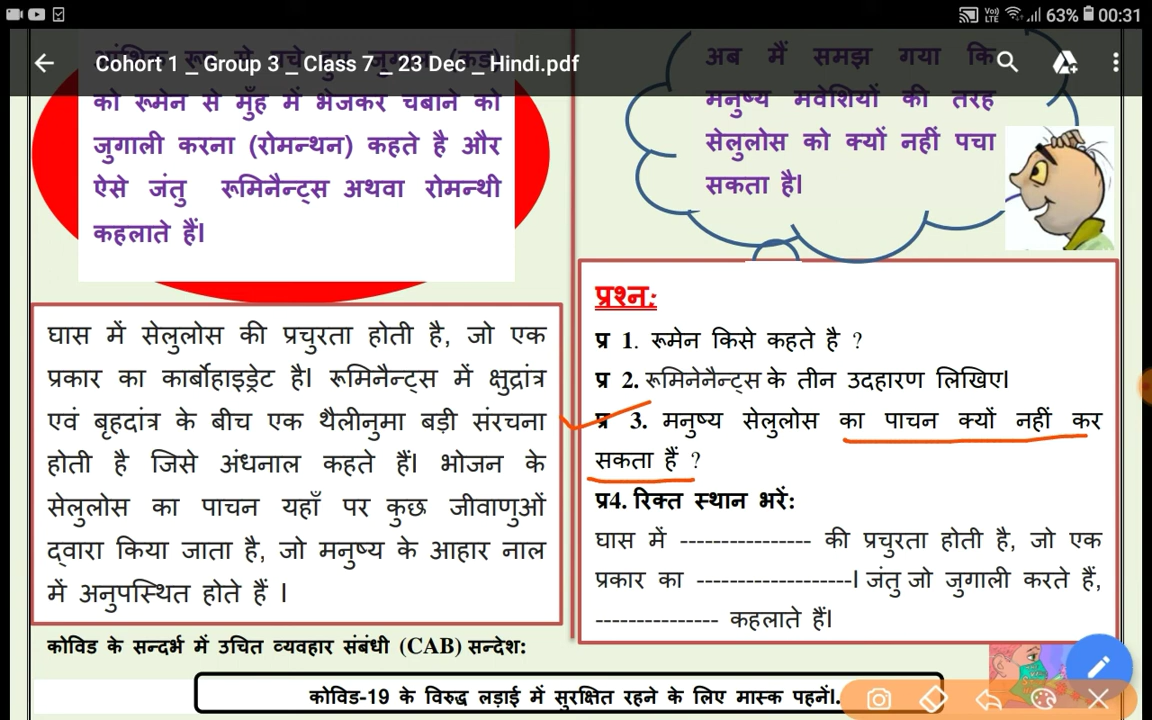 63% 00:31
Cohort 1 _ Group 3 _ Class 7 _ 23 Dec _ Hindi.pdf
को रूमेन से मुँह में भेजकर चबाने को
जुगाली करना (रोमन्थन) कहते है और
ऐसे जंतु रूमिनैन्ट्स अथवा रोमन्थी
कहलाते हैंl
घास में सेलुलोस की प्रचुरता होती है, जो एक
प्रकार का कार्बोहाइड्रेट हैl रूमिनैन्ट्स में क्षुद्रांत्र
एवं बृहदांत्र के बीच एक थैलीनुमा बड़ी संरचना
होती है जिसे अंधनाल कहते हैंl भोजन के
सेलुलोस का पाचन यहाँ पर कुछ जीवाणुओं
द्वारा किया जाता है, जो मनुष्य के आहार नाल
में अनुपस्थित होते हैं l
अब मैं समझ गया कि
मनुष्य मवेशियों की तरह
सेलुलोस को क्यों नहीं पचा
सकता हैl
प्रश्न:
प्र 1. रूमेन किसे कहते है ?
प्र 2. रूमिनेनैन्ट्स के तीन उदहारण लिखिएl
प्र 3. मनुष्य सेलुलोस का पाचन क्यों नहीं कर
सकता हैं ?
प्र4. रिक्त स्थान भरें:
घास में --------------- की प्रचुरता होती है, जो एक
प्रकार का ------------------l जंतु जो जुगाली करते हैं,
-------------- कहलाते हैंl
कोविड के सन्दर्भ में उचित व्यवहार संबंधी (CAB) सन्देश:
कोविड-19 के विरुद्ध लड़ाई में सुरक्षित रहने के लिए मास्क पहनेंl.